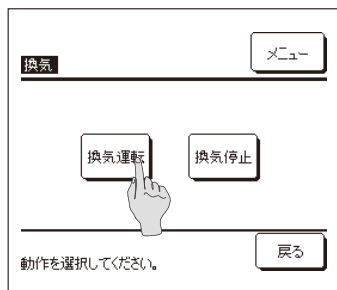 換気
メニュー
換気運転
換気停止
動作を選択してください。
戻る